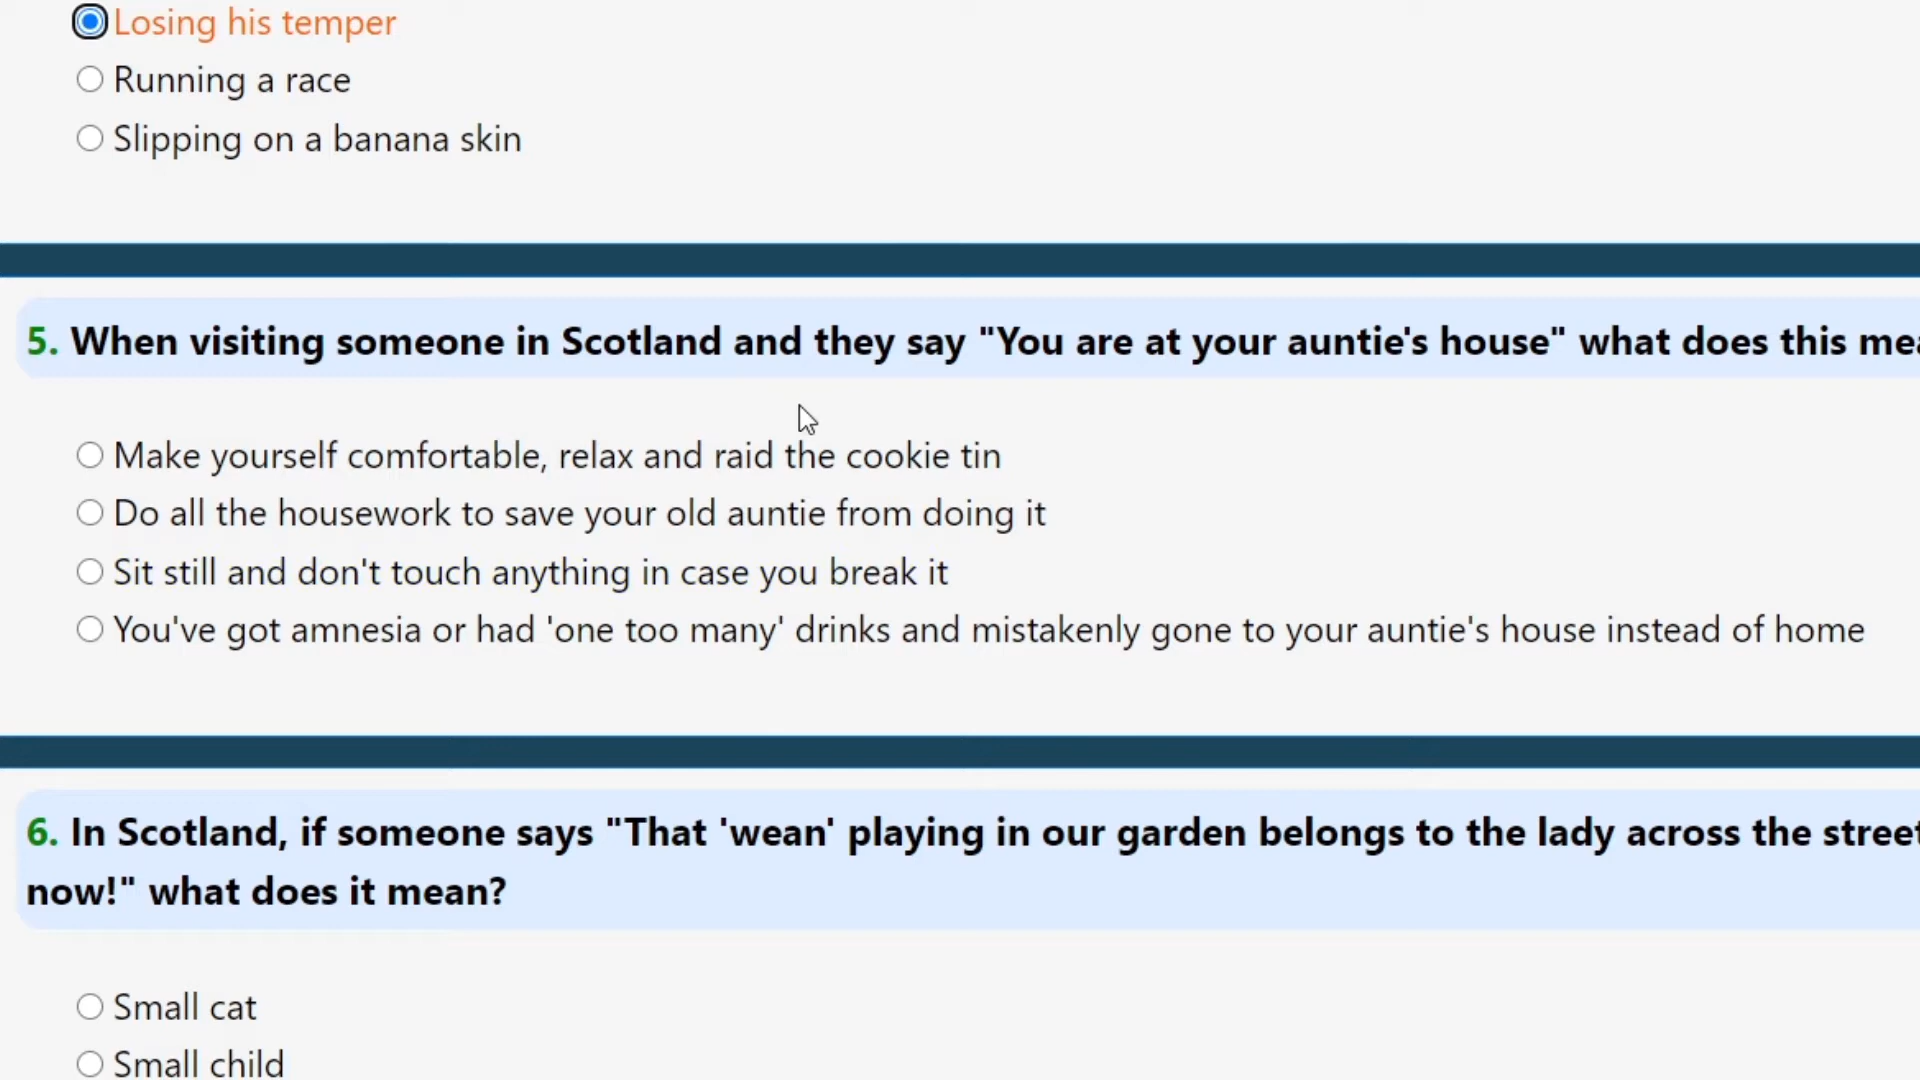 Losing his temper
Running a race
Slipping on a banana skin
5. When visiting someone in Scotland and they say "You are at your auntie's house" what does this mea
Make yourself comfortable, relax and raid the cookie tin
Do all the housework to save your old auntie from doing it
Sit still and don't touch anything in case you break it
You've got amnesia or had 'one too many' drinks and mistakenly gone to your auntie's house instead of home
6. In Scotland, if someone says "That 'wean' playing in our garden belongs to the lady across the street
now!" what does it mean?
Small cat
Small child